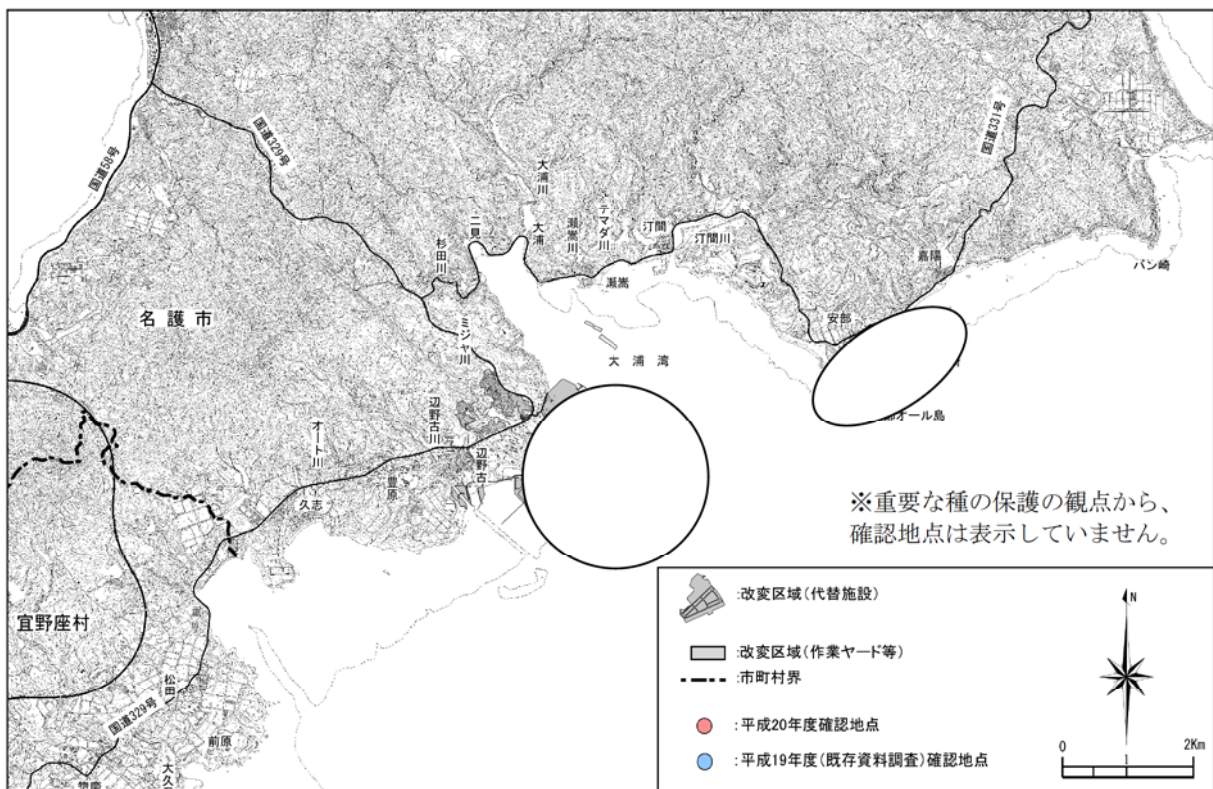 国道58号
国道329号
国道331号
大浦川
大浦
二見
杉田川
瀬嵩川
テマダ川
汀間
汀間川
瀬嵩
嘉陽
バン崎
安部
名護市
ミジャ川
大浦湾
オール島
辺野古川
辺野古
オート川
豊原
久志
※重要な種の保護の観点から、
確認地点は表示していません。
宜野座村
松田
国道329号
前原
惣慶
大久
:改変区域(代替施設)
:改変区域(作業ヤード等)
:市町村界
:平成20年度確認地点
:平成19年度(既存資料調査)確認地点
N
0 1 2Km